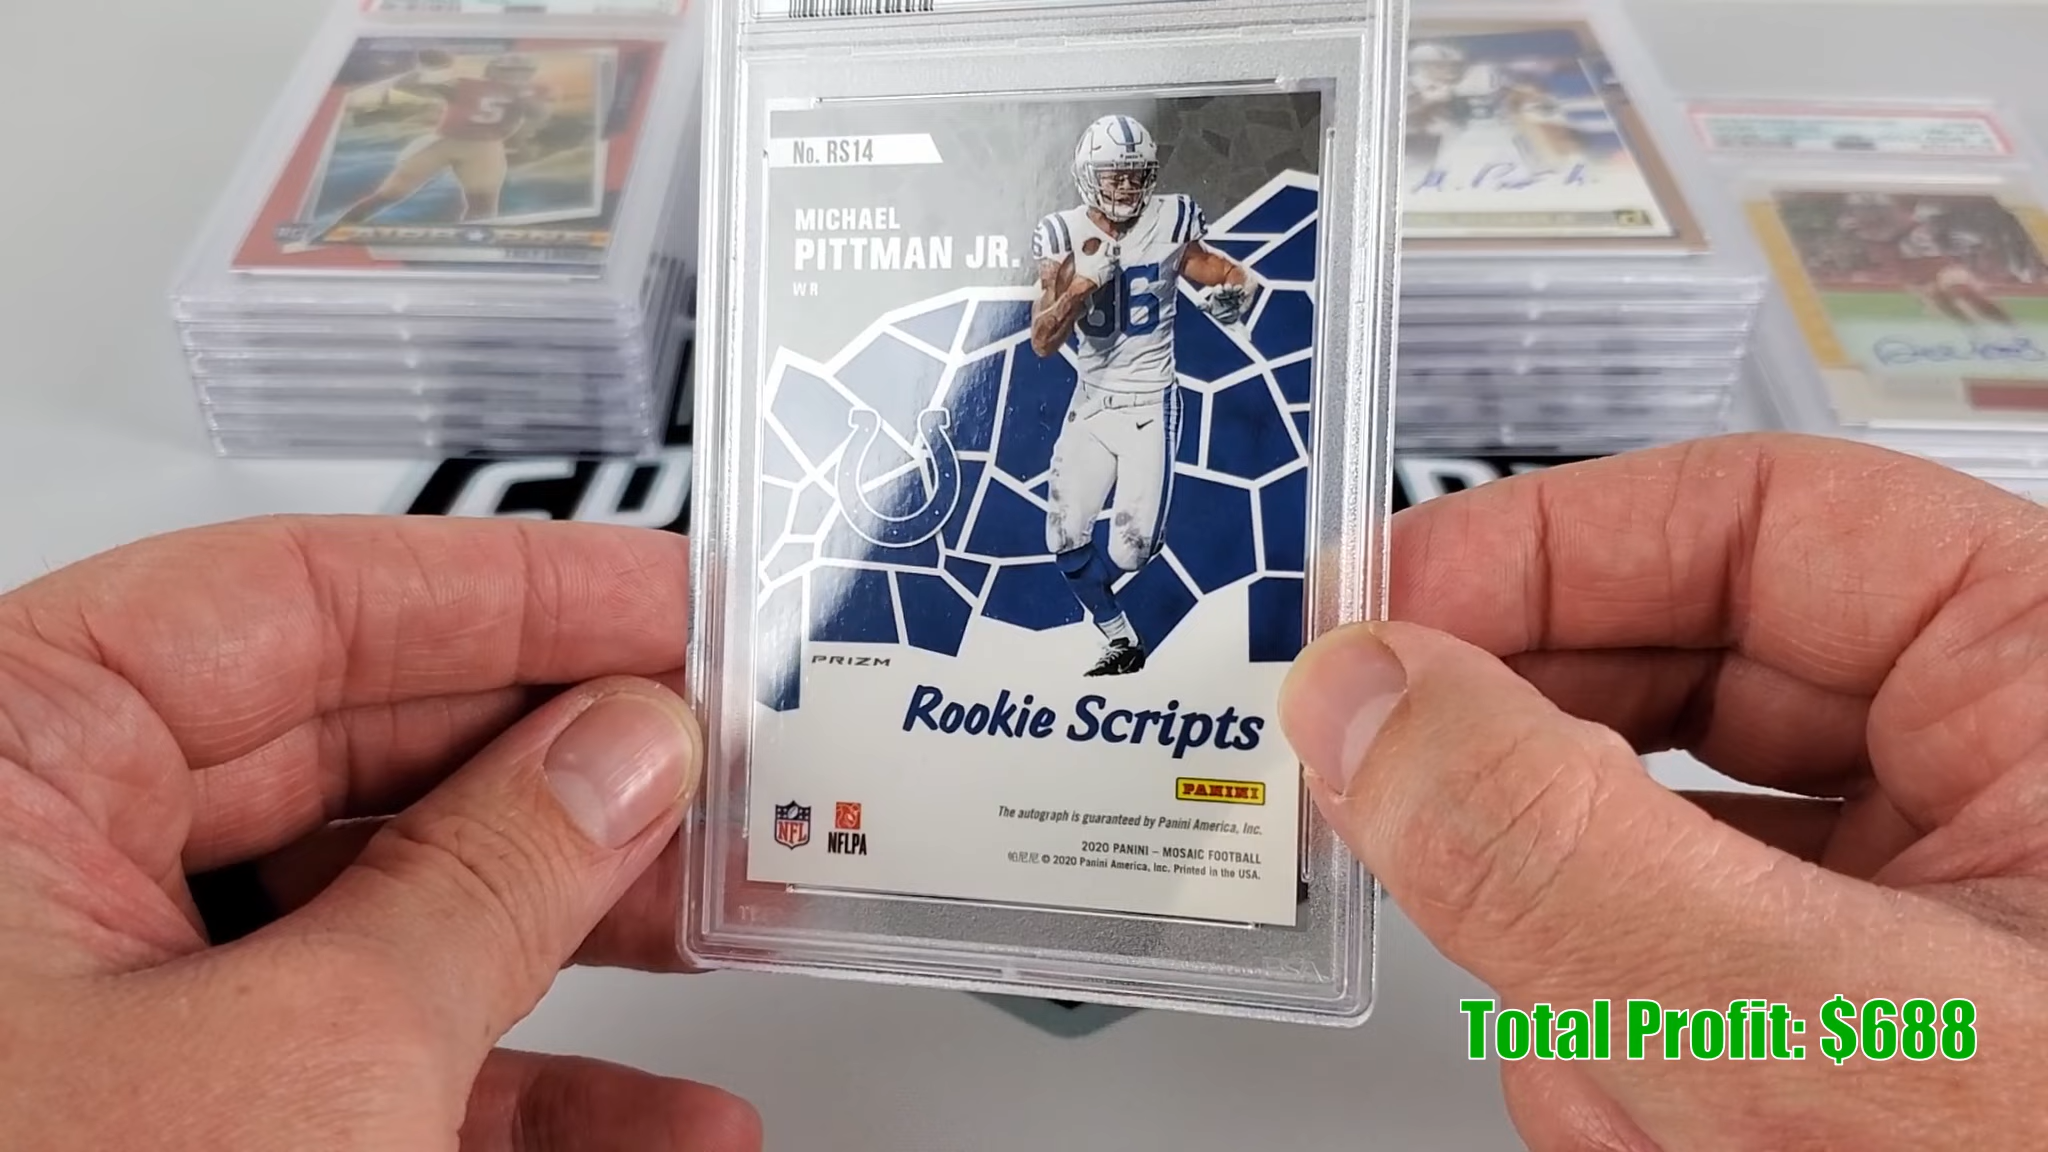 No. RS14
MICHAEL
PITTMAN JR.
WR
86
PRIZM
Rookie Scripts
PANINI
NFL
NFLPA
The autograph is guaranteed by Panini America, Inc.
2020 PANINI – MOSAIC FOOTBALL
帕尼尼 © 2020 Panini America, Inc. Printed in the USA.
5
Total Profit: $688